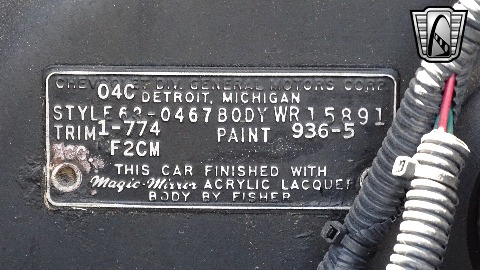 CHEVROLET DIV. GENERAL MOTORS CORP
04C DETROIT, MICHIGAN
STYLE 63-0467 BODY WR 15891
TRIM 1-774 PAINT 936-5
F2CM
THIS CAR FINISHED WITH
Magic-Mirror ACRYLIC LACQUER
BODY BY FISHER